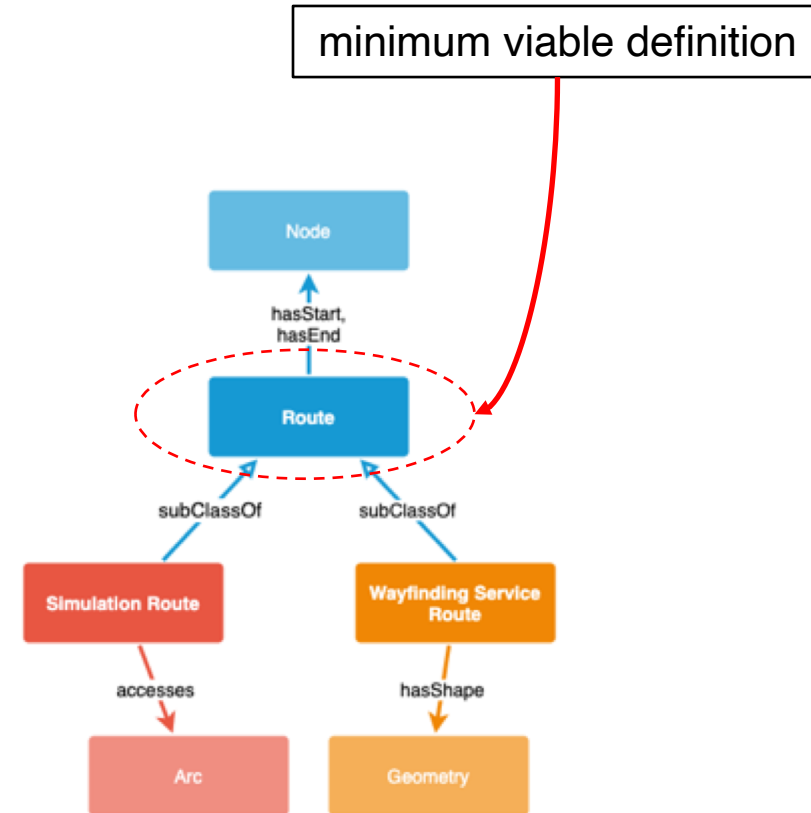 minimum viable definition
Node
hasStart,
hasEnd
Route
subClassOf
subClassOf
Simulation Route
Wayfinding Service
Route
accesses
hasShape
Arc
Geometry